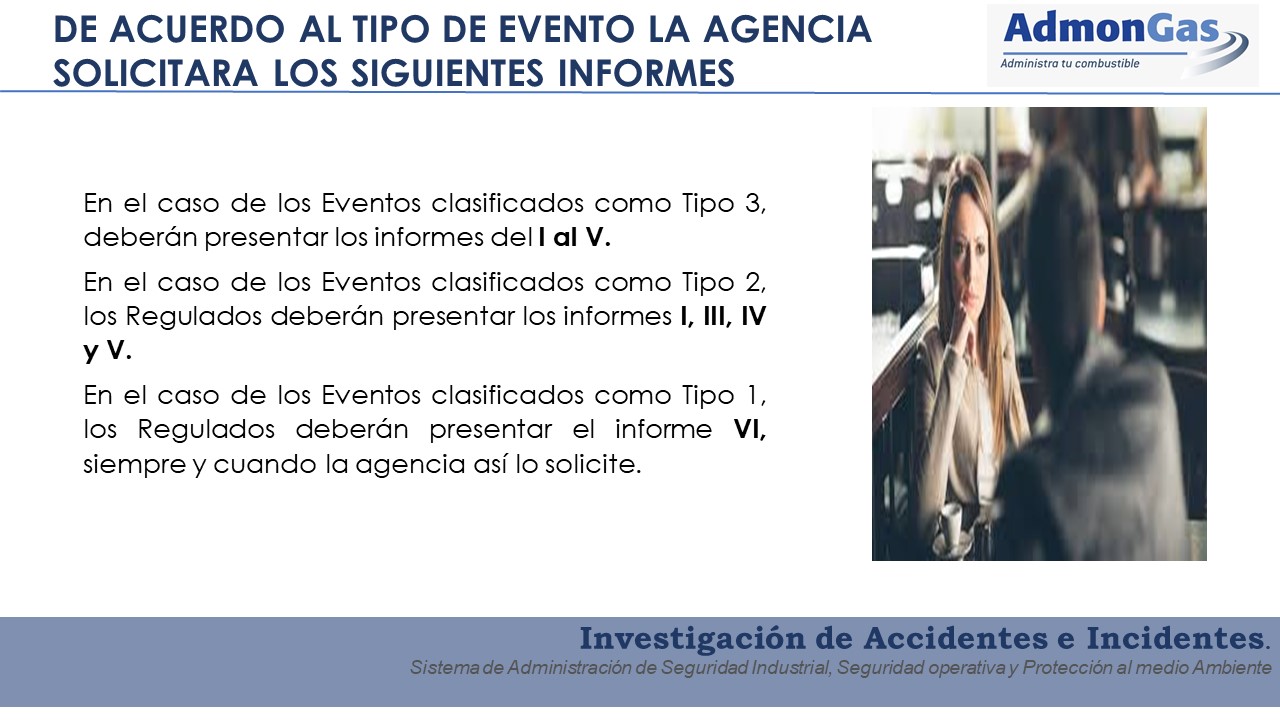 DE ACUERDO AL TIPO DE EVENTO LA AGENCIA
SOLICITARA LOS SIGUIENTES INFORMES
AdmonGas
Administra tu combustible
En el caso de los Eventos clasificados como Tipo 3,
deberán presentar los informes del I al V.
En el caso de los Eventos clasificados como Tipo 2,
los Regulados deberán presentar los informes I, III, IV
y V.
En el caso de los Eventos clasificados como Tipo 1,
los Regulados deberán presentar el informe VI,
siempre y cuando la agencia así lo solicite.
Investigación de Accidentes e Incidentes.
Sistema de Administración de Seguridad Industrial, Seguridad operativa y Protección al medio Ambiente